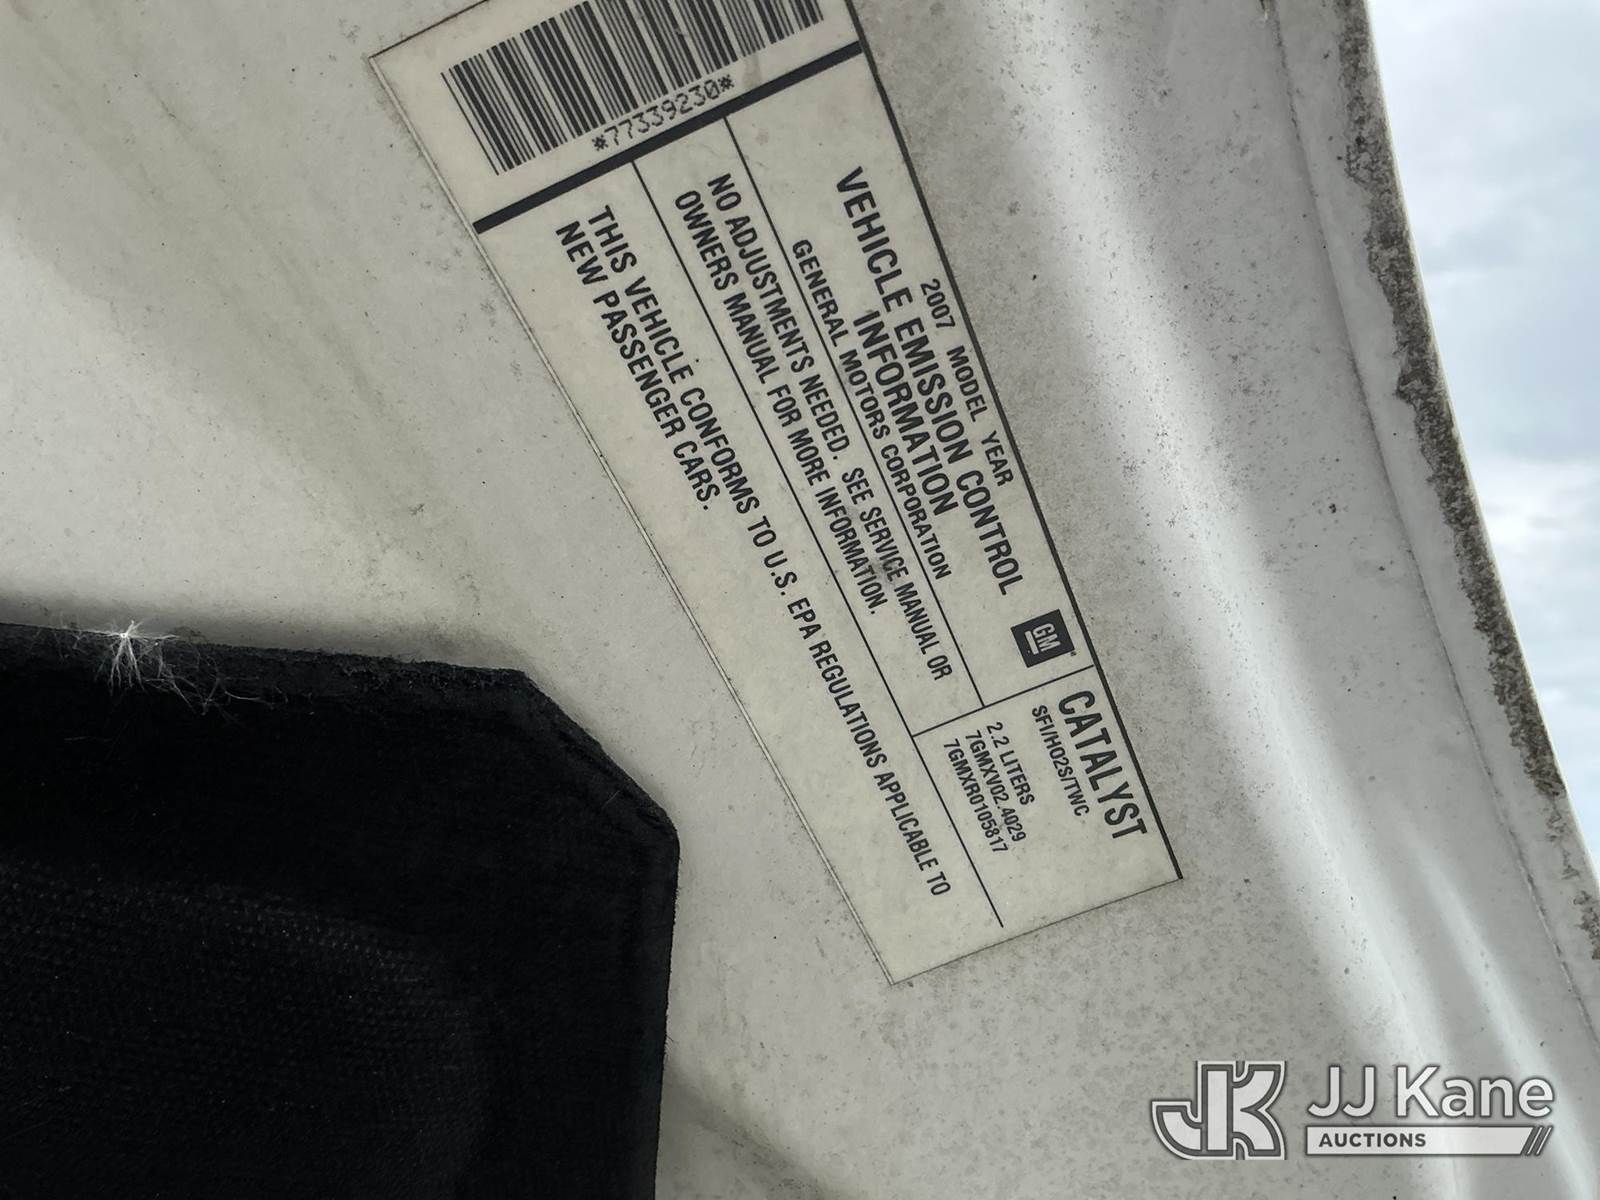 *77339230*
2007 MODEL YEAR
VEHICLE EMISSION CONTROL
INFORMATION
GENERAL MOTORS CORPORATION
GM
CATALYST
SFI/HO2S/TWC
2.2 LITERS
7GMXV02.4029
7GMXR0105817
NO ADJUSTMENTS NEEDED. SEE SERVICE MANUAL OR
OWNERS MANUAL FOR MORE INFORMATION.
THIS VEHICLE CONFORMS TO U.S. EPA REGULATIONS APPLICABLE TO
NEW PASSENGER CARS.
JK JJ Kane
AUCTIONS